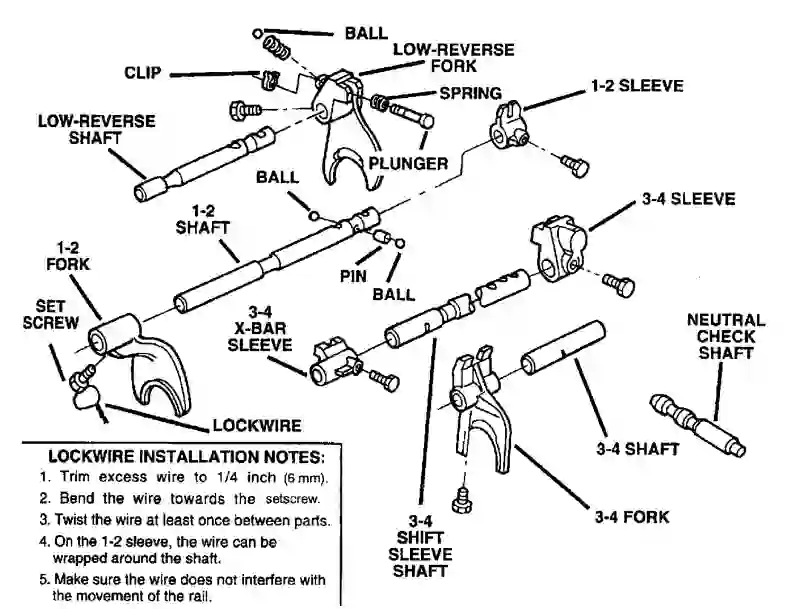 BALL
LOW-REVERSE
FORK
CLIP
SPRING
1-2 SLEEVE
LOW-REVERSE
SHAFT
PLUNGER
BALL
3-4 SLEEVE
1-2
SHAFT
1-2
FORK
PIN
BALL
SET
SCREW
3-4
X-BAR
SLEEVE
NEUTRAL
CHECK
SHAFT
LOCKWIRE
3-4 SHAFT
3-4 FORK
3-4
SHIFT
SLEEVE
SHAFT
LOCKWIRE INSTALLATION NOTES:
1. Trim excess wire to 1/4 inch (6 mm).
2. Bend the wire towards the setscrew.
3. Twist the wire at least once between parts.
4. On the 1-2 sleeve, the wire can be
wrapped around the shaft.
5. Make sure the wire does not interfere with
the movement of the rail.